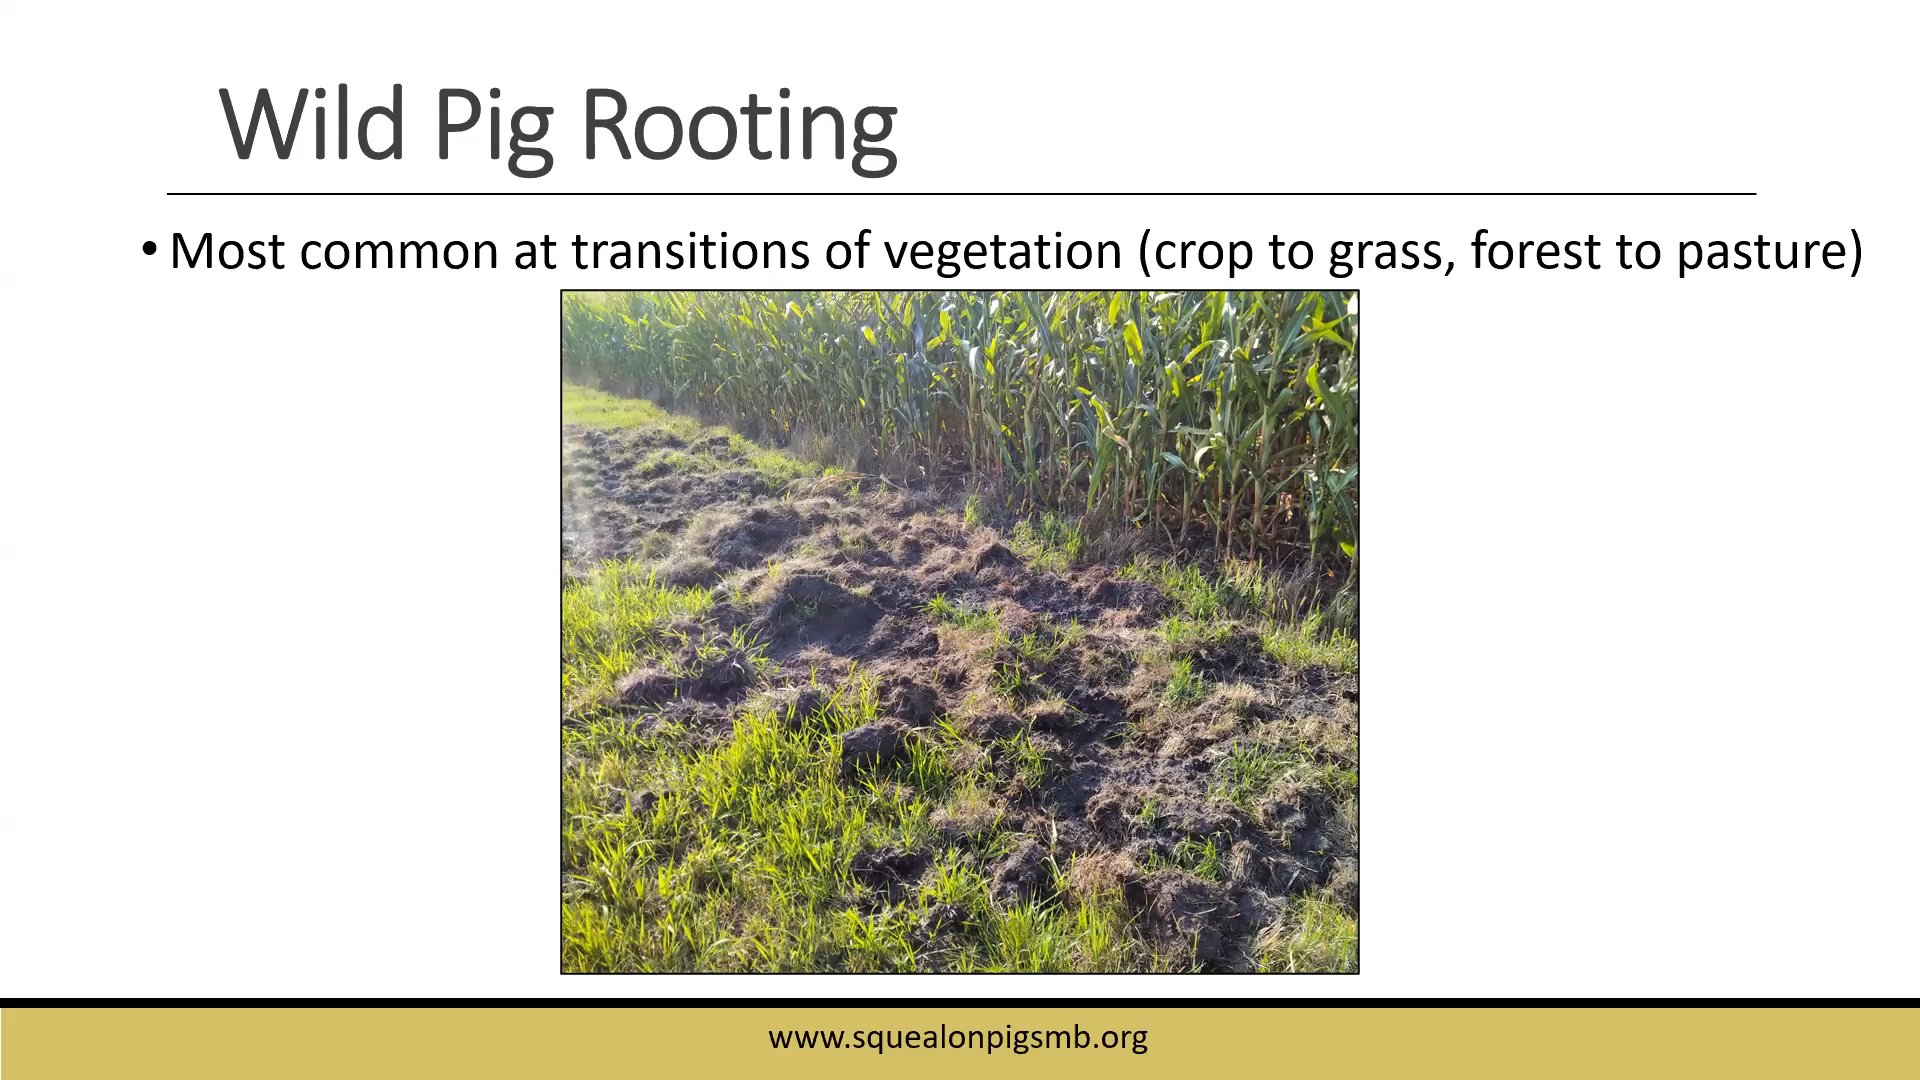 Wild Pig Rooting
• Most common at transitions of vegetation (crop to grass, forest to pasture)
www.squealonpigsmb.org